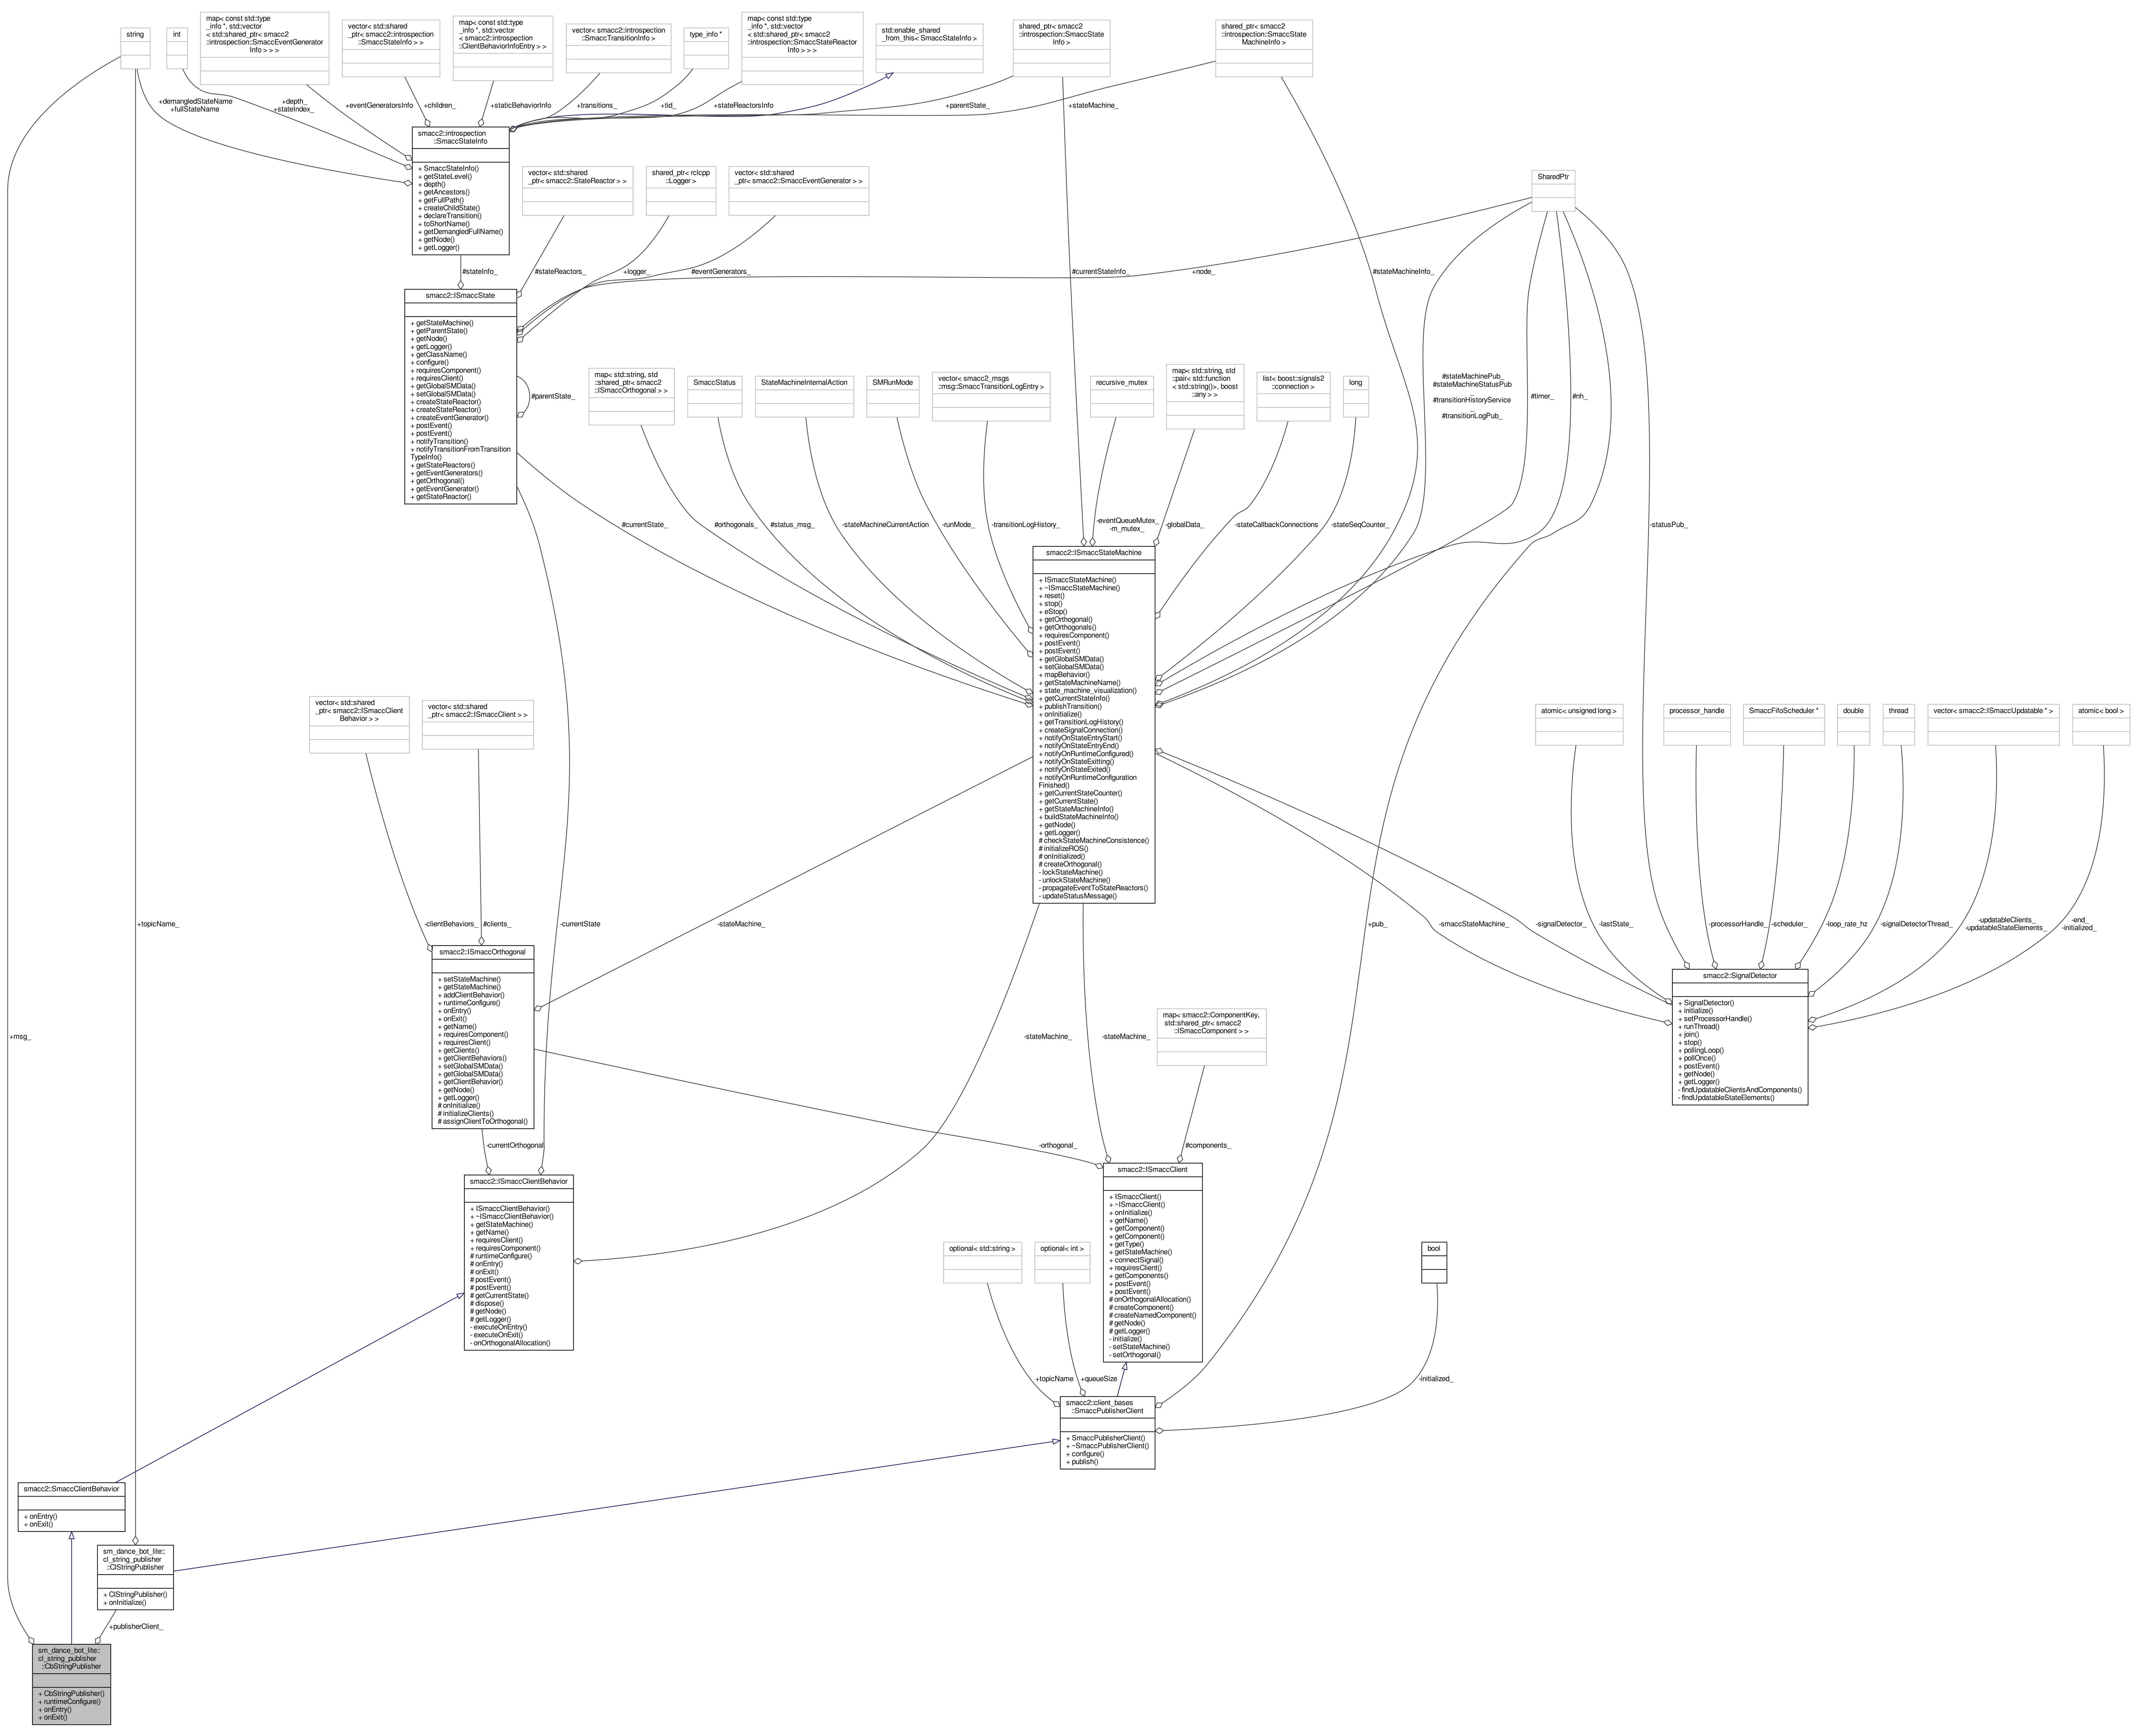 string
int
map< const std::type
_info *, std::vector
< std::shared_ptr< smacc2
::introspection::SmaccEventGenerator
Info > > >
vector< std::shared
_ptr< smacc2::introspection
::SmaccStateInfo > >
map< const std::type
_info *, std::vector
< smacc2::introspection
::ClientBehaviorInfoEntry > >
vector< smacc2::introspection
::SmaccTransitionInfo >
type_info *
map< const std::type
_info *, std::vector
< std::shared_ptr< smacc2
::introspection::SmaccStateReactor
Info > > >
std::enable_shared
_from_this< SmaccStateInfo >
shared_ptr< smacc2
::introspection::SmaccState
Info >
shared_ptr< smacc2
::introspection::SmaccState
MachineInfo >
+demangledStateName
+fullStateName
+depth_
+stateIndex_
+eventGeneratorsInfo
+children_
+staticBehaviorInfo
+transitions_
+tid_
+stateReactorsInfo
+parentState_
+stateMachine_
smacc2::introspection
::SmaccStateInfo
+ SmaccStateInfo()
+ getStateLevel()
+ depth()
+ getAncestors()
+ getFullPath()
+ createChildState()
+ declareTransition()
+ toShortName()
+ getDemangledFullName()
+ getNode()
+ getLogger()
vector< std::shared
_ptr< smacc2::StateReactor > >
shared_ptr< rclcpp
::Logger >
vector< std::shared
_ptr< smacc2::SmaccEventGenerator > >
SharedPtr
#stateInfo_
#stateReactors_
+logger_
#eventGenerators_
#currentStateInfo_
+node_
#stateMachineInfo_
smacc2::ISmaccState
+ getStateMachine()
+ getParentState()
+ getNode()
+ getLogger()
+ getClassName()
+ configure()
+ requiresComponent()
+ requiresClient()
+ getGlobalSMData()
+ setGlobalSMData()
+ createStateReactor()
+ createStateReactor()
+ createEventGenerator()
+ postEvent()
+ postEvent()
+ notifyTransition()
+ notifyTransitionFromTransition
TypeInfo()
+ getStateReactors()
+ getEventGenerators()
+ getOrthogonal()
+ getEventGenerator()
+ getStateReactor()
#parentState_
map< std::string, std
::shared_ptr< smacc2
::ISmaccOrthogonal > >
SmaccStatus
StateMachineInternalAction
SMRunMode
vector< smacc2_msgs
::msg::SmaccTransitionLogEntry >
recursive_mutex
map< std::string, std
::pair< std::function
< std::string()>, boost
::any > >
list< boost::signals2
::connection >
long
#stateMachinePub_
#stateMachineStatusPub
_
#transitionHistoryService
_
#transitionLogPub_
#timer_
#nh_
#currentState_
#orthogonals_
#status_msg_
-stateMachineCurrentAction
-runMode_
-transitionLogHistory_
-eventQueueMutex_
-m_mutex_
-globalData_
-stateCallbackConnections
-stateSeqCounter_
-statusPub_
smacc2::ISmaccStateMachine
+ ISmaccStateMachine()
+ ~ISmaccStateMachine()
+ reset()
+ stop()
+ eStop()
+ getOrthogonal()
+ getOrthogonals()
+ requiresComponent()
+ postEvent()
+ postEvent()
+ getGlobalSMData()
+ setGlobalSMData()
+ mapBehavior()
+ getStateMachineName()
+ state_machine_visualization()
+ getCurrentStateInfo()
+ publishTransition()
+ onInitialize()
+ getTransitionLogHistory()
+ createSignalConnection()
+ notifyOnStateEntryStart()
+ notifyOnStateEntryEnd()
+ notifyOnRuntimeConfigured()
+ notifyOnStateExitting()
+ notifyOnStateExited()
+ notifyOnRuntimeConfiguration
Finished()
+ getCurrentStateCounter()
+ getCurrentState()
+ getStateMachineInfo()
+ buildStateMachineInfo()
+ getNode()
+ getLogger()
# checkStateMachineConsistence()
# initializeROS()
# onInitialized()
# createOrthogonal()
- lockStateMachine()
- unlockStateMachine()
- propagateEventToStateReactors()
- updateStatusMessage()
vector< std::shared
_ptr< smacc2::ISmaccClient
Behavior > >
vector< std::shared
_ptr< smacc2::ISmaccClient > >
atomic< unsigned long >
processor_handle
SmaccFifoScheduler *
double
thread
vector< smacc2::ISmaccUpdatable * >
atomic< bool >
+topicName_
-clientBehaviors_
#clients_
-currentState
-stateMachine_
+pub_
-smaccStateMachine_
-signalDetector_
-lastState_
-processorHandle_
-scheduler_
-loop_rate_hz
-signalDetectorThread_
-updatableClients_
-updatableStateElements_
-end_
-initialized_
smacc2::ISmaccOrthogonal
+ setStateMachine()
+ getStateMachine()
+ addClientBehavior()
+ runtimeConfigure()
+ onEntry()
+ onExit()
+ getName()
+ requiresComponent()
+ requiresClient()
+ getClients()
+ getClientBehaviors()
+ setGlobalSMData()
+ getGlobalSMData()
+ getClientBehavior()
+ getNode()
+ getLogger()
# onInitialize()
# initializeClients()
# assignClientToOrthogonal()
smacc2::SignalDetector
+ SignalDetector()
+ initialize()
+ setProcessorHandle()
+ runThread()
+ join()
+ stop()
+ pollingLoop()
+ pollOnce()
+ postEvent()
+ getNode()
+ getLogger()
- findUpdatableClientsAndComponents()
- findUpdatableStateElements()
+msg_
-stateMachine_
-stateMachine_
map< smacc2::ComponentKey,
std::shared_ptr< smacc2
::ISmaccComponent > >
-currentOrthogonal
-orthogonal_
#components_
smacc2::ISmaccClientBehavior
+ ISmaccClientBehavior()
+ ~ISmaccClientBehavior()
+ getStateMachine()
+ getName()
+ requiresClient()
+ requiresComponent()
# runtimeConfigure()
# onEntry()
# onExit()
# postEvent()
# postEvent()
# getCurrentState()
# dispose()
# getNode()
# getLogger()
- executeOnEntry()
- executeOnExit()
- onOrthogonalAllocation()
smacc2::ISmaccClient
+ ISmaccClient()
+ ~ISmaccClient()
+ onInitialize()
+ getName()
+ getComponent()
+ getComponent()
+ getType()
+ getStateMachine()
+ connectSignal()
+ requiresClient()
+ getComponents()
+ postEvent()
+ postEvent()
# onOrthogonalAllocation()
# createComponent()
# createNamedComponent()
# getNode()
# getLogger()
- initialize()
- setStateMachine()
- setOrthogonal()
optional< std::string >
optional< int >
bool
+topicName
+queueSize
-initialized_
smacc2::client_bases
::SmaccPublisherClient
+ SmaccPublisherClient()
+ ~SmaccPublisherClient()
+ configure()
+ publish()
smacc2::SmaccClientBehavior
+ onEntry()
+ onExit()
sm_dance_bot_lite::
cl_string_publisher
::ClStringPublisher
+ ClStringPublisher()
+ onInitialize()
+publisherClient_
sm_dance_bot_lite::
cl_string_publisher
::CbStringPublisher
+ CbStringPublisher()
+ runtimeConfigure()
+ onEntry()
+ onExit()